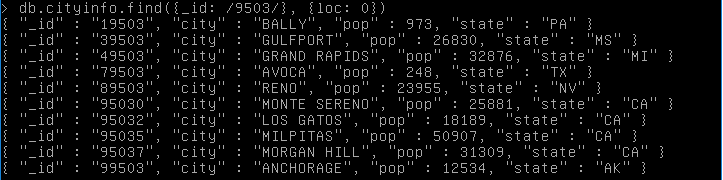 > db.cityinfo.find({_id: /9503/}, {loc: 0})
{ "_id" : "19503", "city" : "BALLY", "pop" : 973, "state" : "PA" }
{ "_id" : "39503", "city" : "GULFPORT", "pop" : 26830, "state" : "MS" }
{ "_id" : "49503", "city" : "GRAND RAPIDS", "pop" : 32876, "state" : "MI" }
{ "_id" : "79503", "city" : "AVOCA", "pop" : 248, "state" : "TX" }
{ "_id" : "89503", "city" : "RENO", "pop" : 23955, "state" : "NV" }
{ "_id" : "95030", "city" : "MONTE SERENO", "pop" : 25881, "state" : "CA" }
{ "_id" : "95032", "city" : "LOS GATOS", "pop" : 18189, "state" : "CA" }
{ "_id" : "95035", "city" : "MILPITAS", "pop" : 50907, "state" : "CA" }
{ "_id" : "95037", "city" : "MORGAN HILL", "pop" : 31309, "state" : "CA" }
{ "_id" : "99503", "city" : "ANCHORAGE", "pop" : 12534, "state" : "AK" }